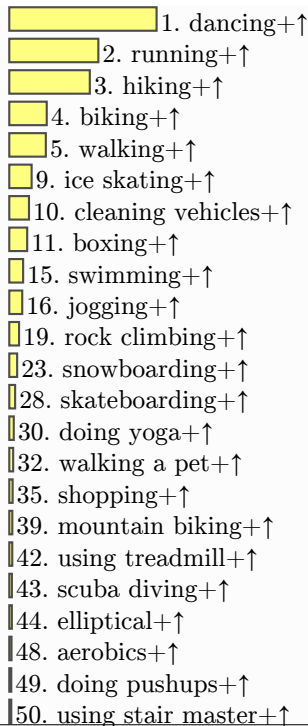 1. dancing+↑
2. running+↑
3. hiking+↑
4. biking+↑
5. walking+↑
9. ice skating+↑
10. cleaning vehicles+↑
11. boxing+↑
15. swimming+↑
16. jogging+↑
19. rock climbing+↑
23. snowboarding+↑
28. skateboarding+↑
30. doing yoga+↑
32. walking a pet+↑
35. shopping+↑
39. mountain biking+↑
42. using treadmill+↑
43. scuba diving+↑
44. elliptical+↑
48. aerobics+↑
49. doing pushups+↑
50. using stair master+↑